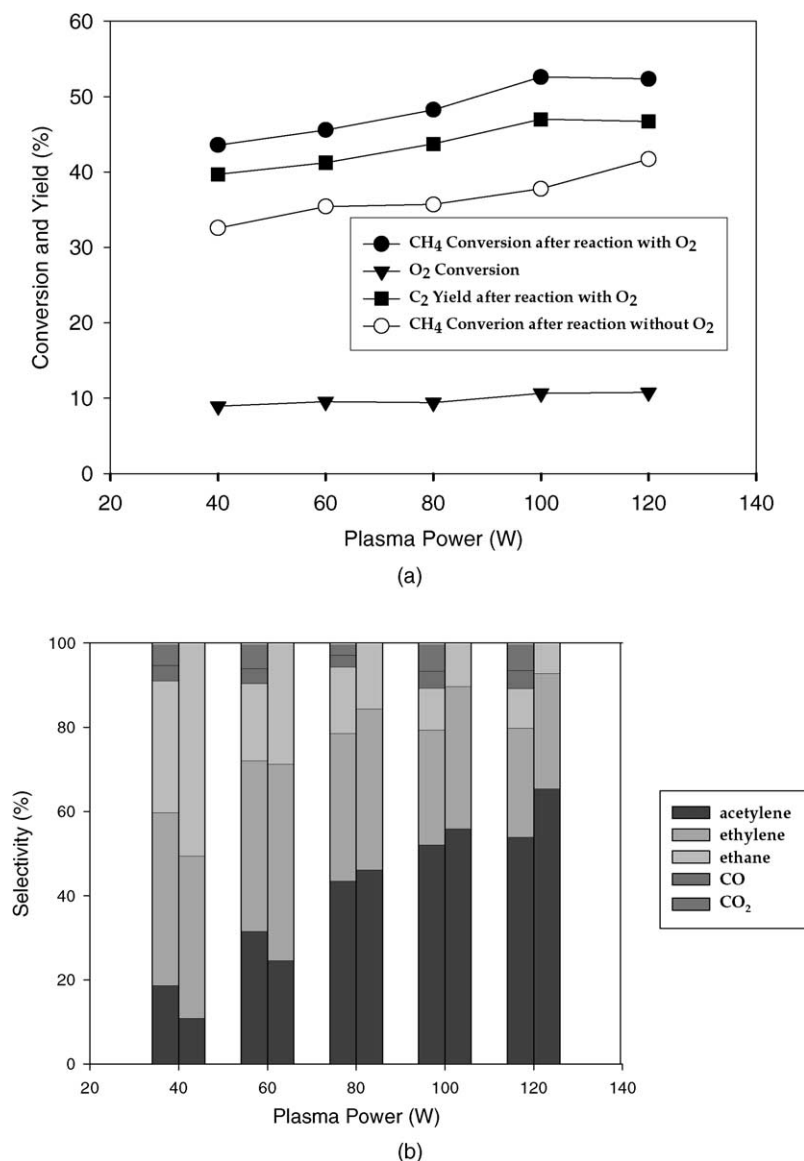 60
50
40
30
20
10
0
Conversion and Yield (%)
CH4 Conversion after reaction with O2
O2 Conversion
C2 Yield after reaction with O2
CH4 Converion after reaction without O2
20 40 60 80 100 120 140
Plasma Power (W)
(a)
100
80
60
40
20
0
Selectivity (%)
acetylene
ethylene
ethane
CO
CO2
20 40 60 80 100 120 140
Plasma Power (W)
(b)